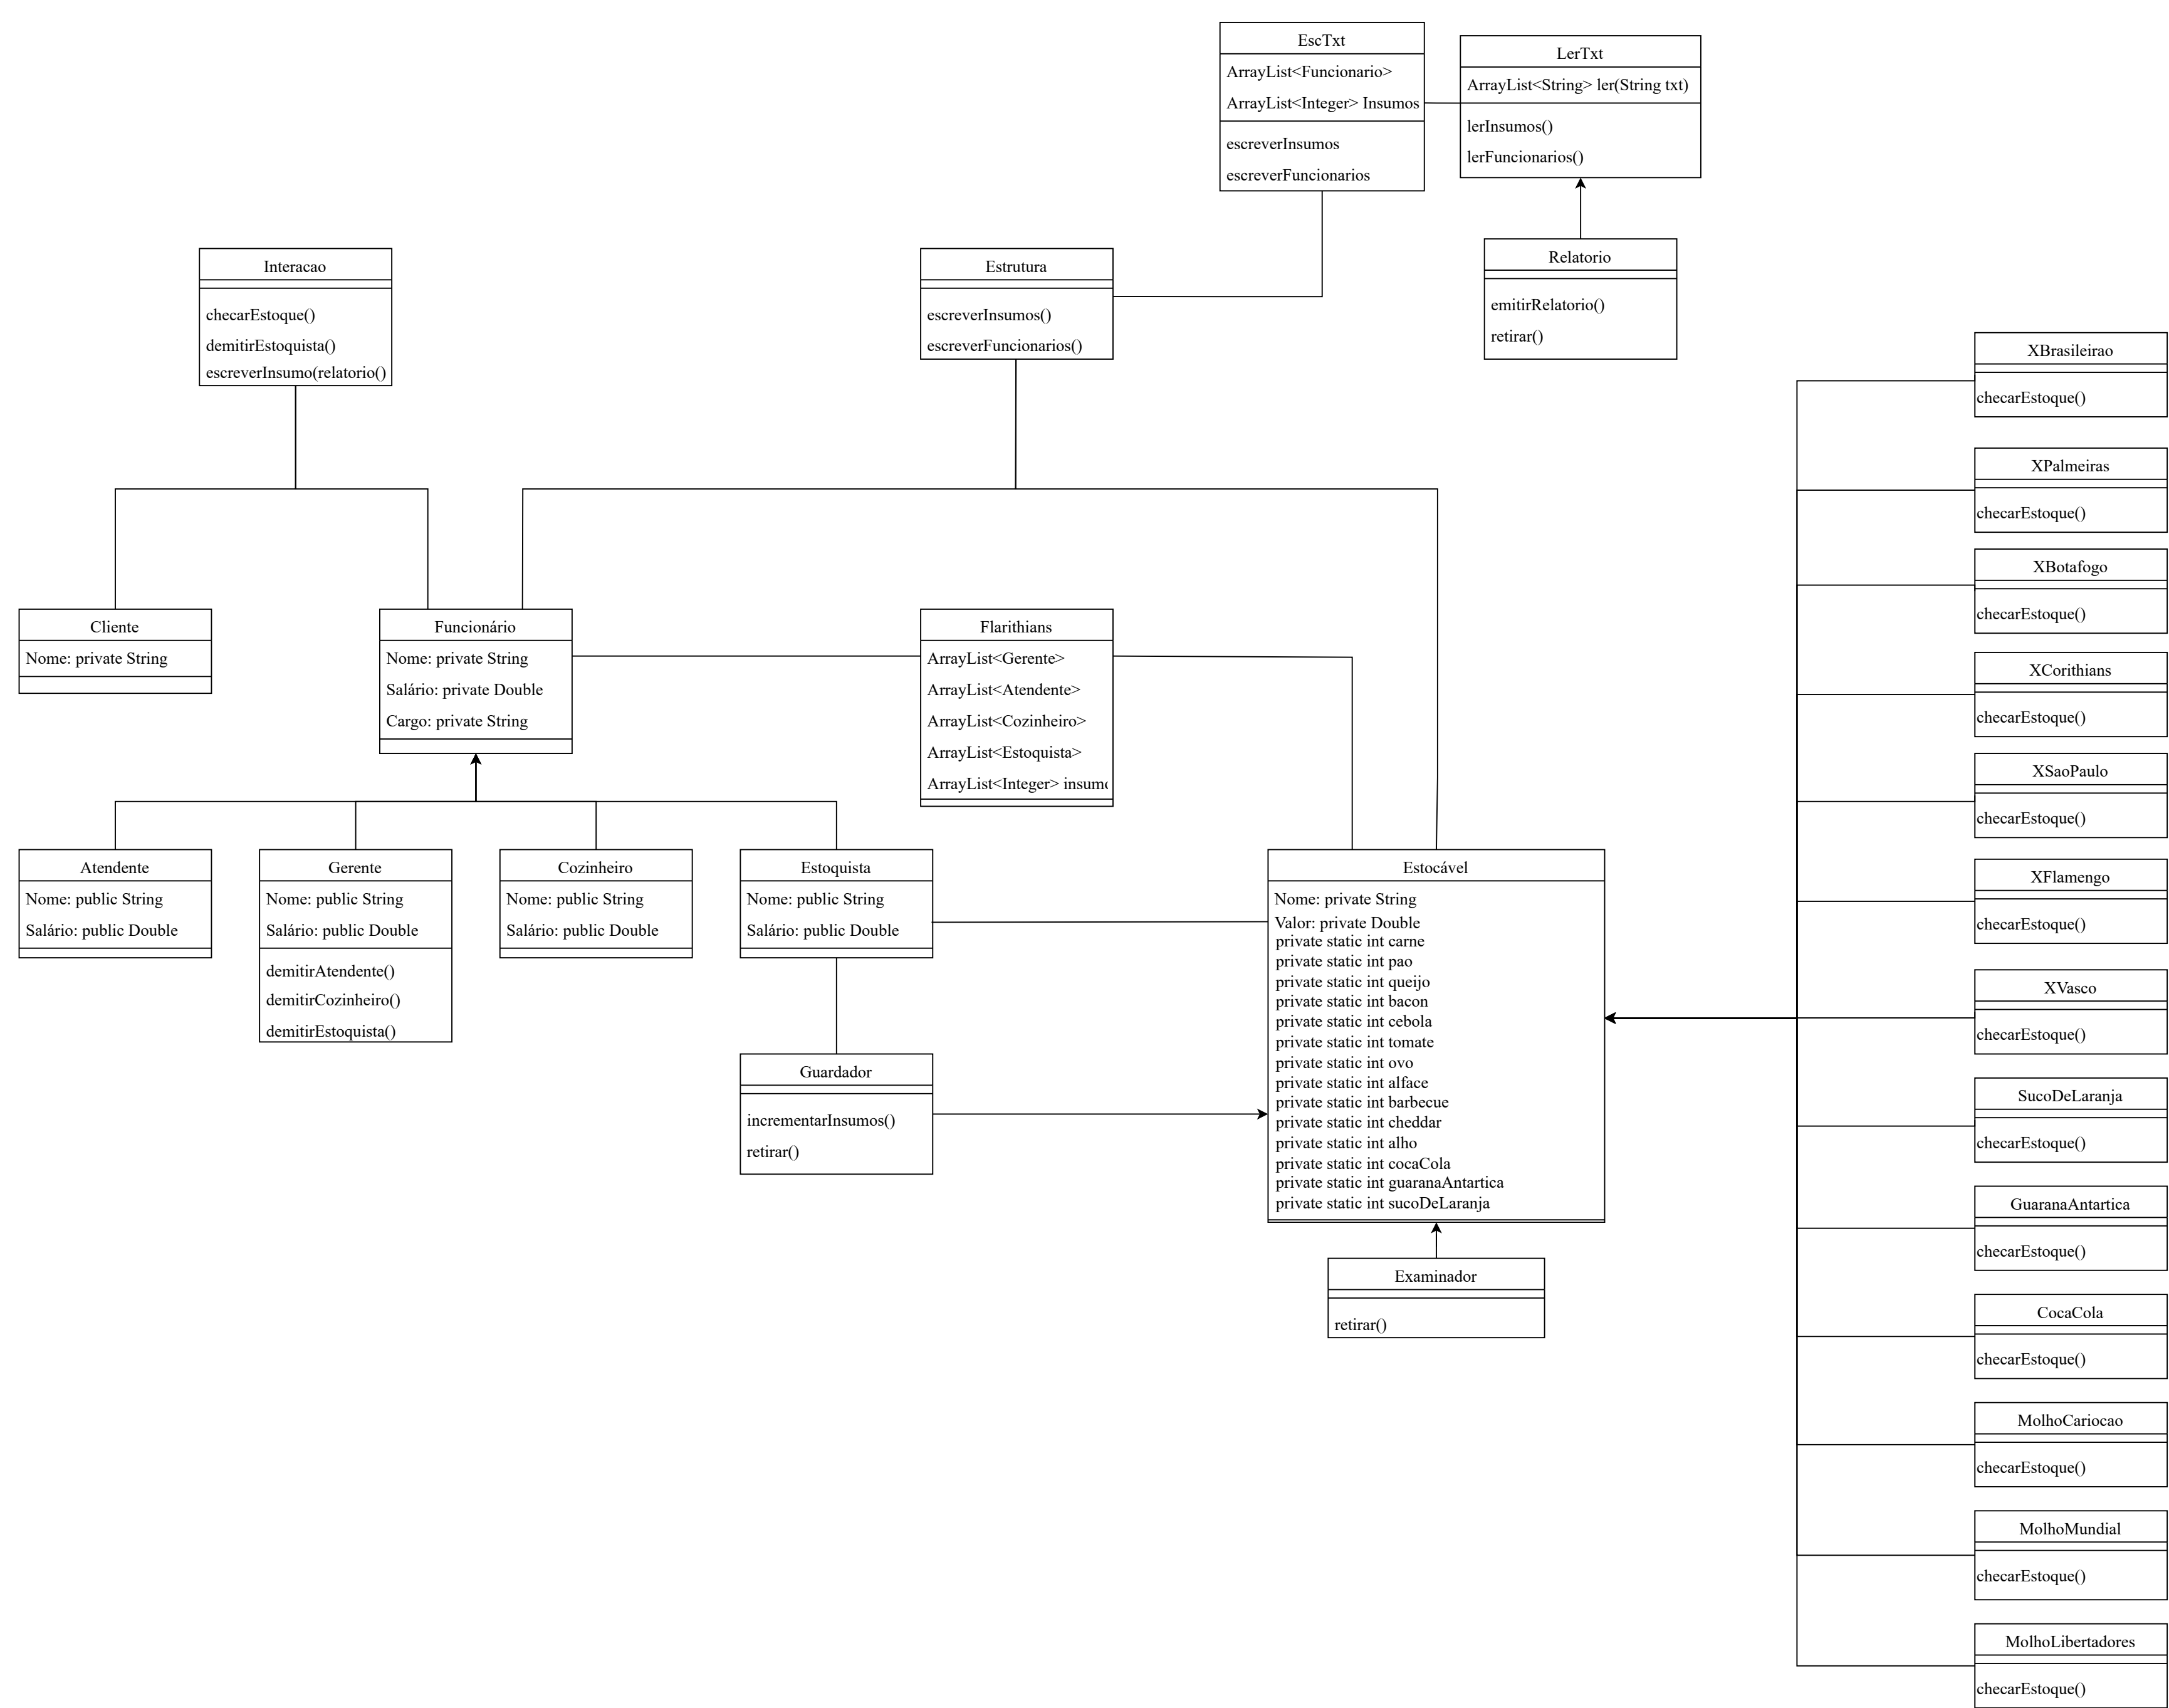 EscTxt
ArrayList<Funcionario>
ArrayList<Integer> Insumos
escreverInsumos
escreverFuncionarios
LerTxt
ArrayList<String> ler(String txt)
lerInsumos()
lerFuncionarios()
Interacao
checarEstoque()
demitirEstoquista()
escreverInsumo(relatorio()
Estrutura
escreverInsumos()
escreverFuncionarios()
Relatorio
emitirRelatorio()
retirar()
Cliente
Nome: private String
Funcionário
Nome: private String
Salário: private Double
Cargo: private String
Flarithians
ArrayList<Gerente>
ArrayList<Atendente>
ArrayList<Cozinheiro>
ArrayList<Estoquista>
ArrayList<Integer>
Atendente
Nome: public String
Salário: public Double
Gerente
Nome: public String
Salário: public Double
demitirAtendente()
demitirCozinheiro()
demitirEstoquista()
Cozinheiro
Nome: public String
Salário: public Double
Estoquista
Nome: public String
Salário: public Double
Guardador
incrementarInsumos()
retirar()
Estocável
Nome: private String
Valor: private Double
private static int carne
private static int pao
private static int queijo
private static int bacon
private static int cebola
private static int tomate
private static int ovo
private static int alface
private static int barbecue
private static int cheddar
private static int alho
private static int cocaCola
private static int guaranaAntartica
private static int sucoDeLaranja
Examinador
retirar()
XBrasileirao
checarEstoque()
XPalmeiras
checarEstoque()
XBotafogo
checarEstoque()
XCorithians
checarEstoque()
XSaoPaulo
checarEstoque()
XFlamengo
checarEstoque()
XVasco
checarEstoque()
SucoDeLaranja
checarEstoque()
GuaranaAntartica
checarEstoque()
CocaCola
checarEstoque()
MolhoCariocao
checarEstoque()
MolhoMundial
checarEstoque()
MolhoLibertadores
checarEstoque()